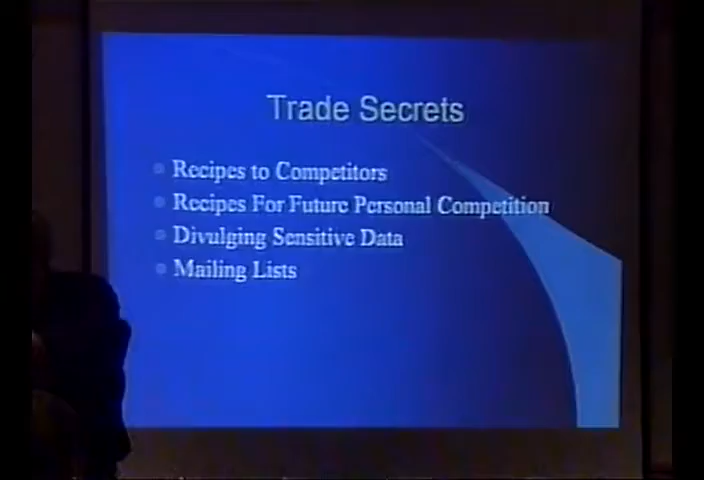 Trade Secrets
Recipes to Competitors
Recipes For Future Personal Competition
Divulging Sensitive Data
Mailing Lists